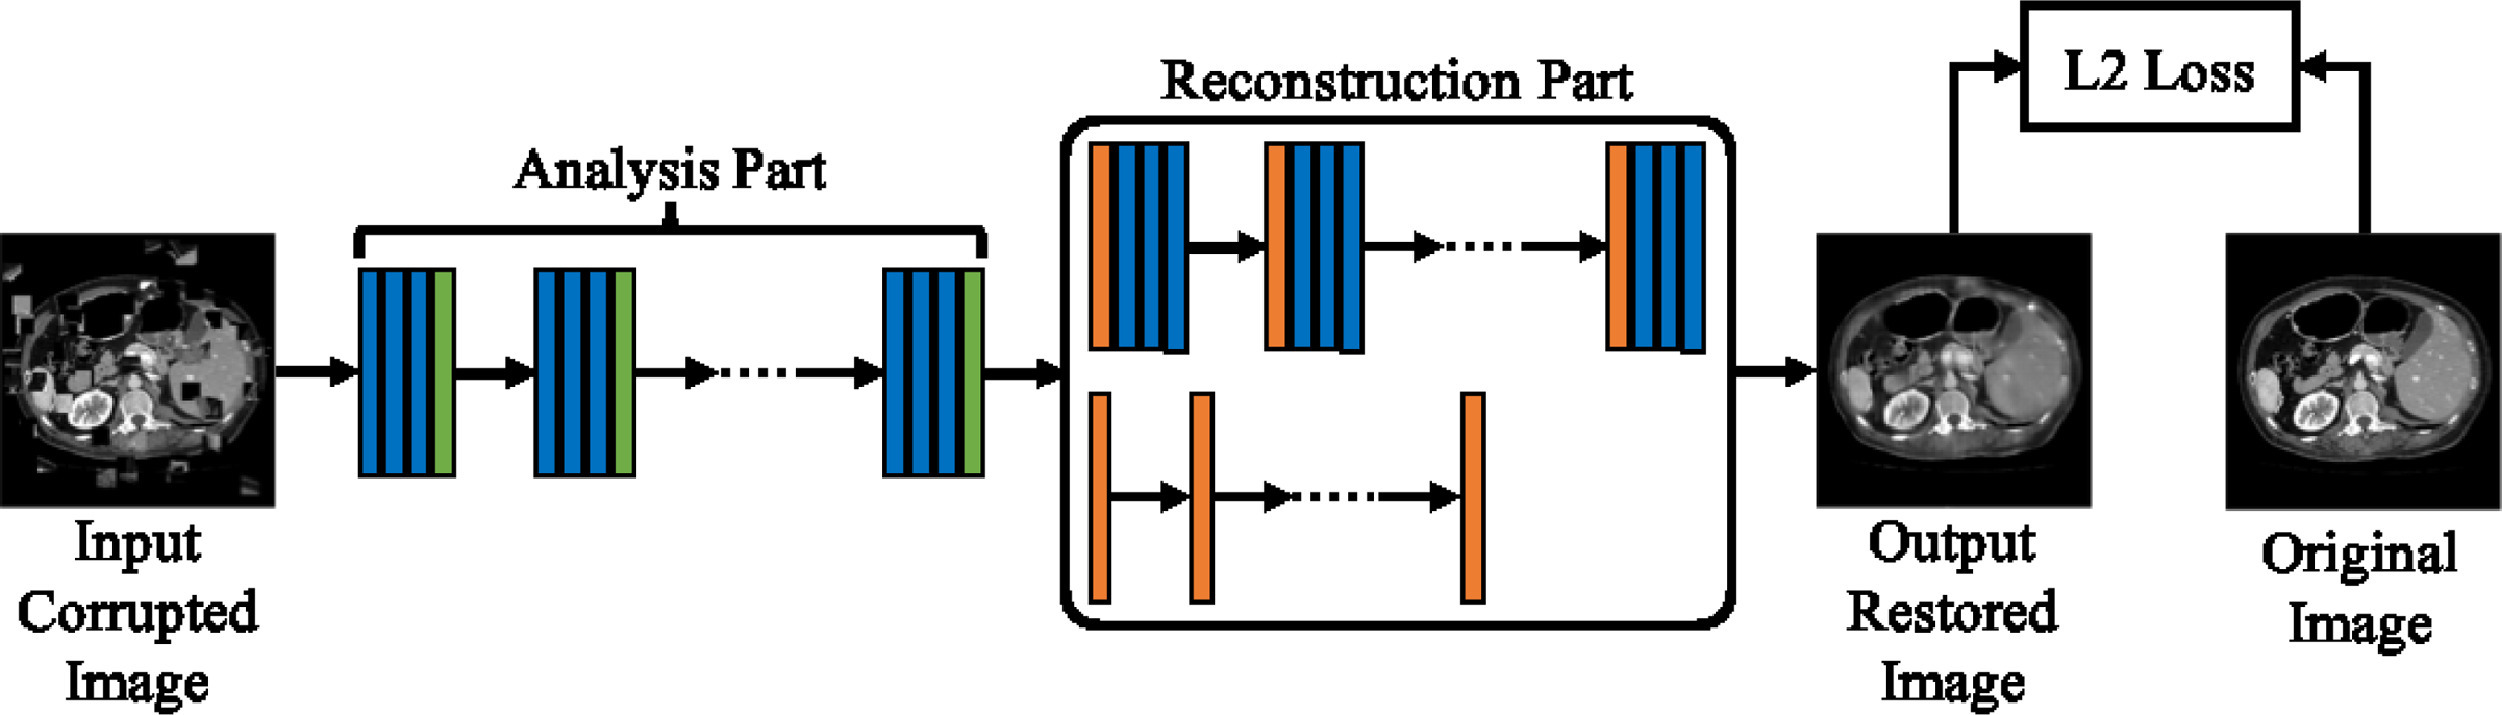 Analysis Part
Reconstruction Part
L2 Loss
Input
Corrupted
Image
Output
Restored
Image
Original
Image